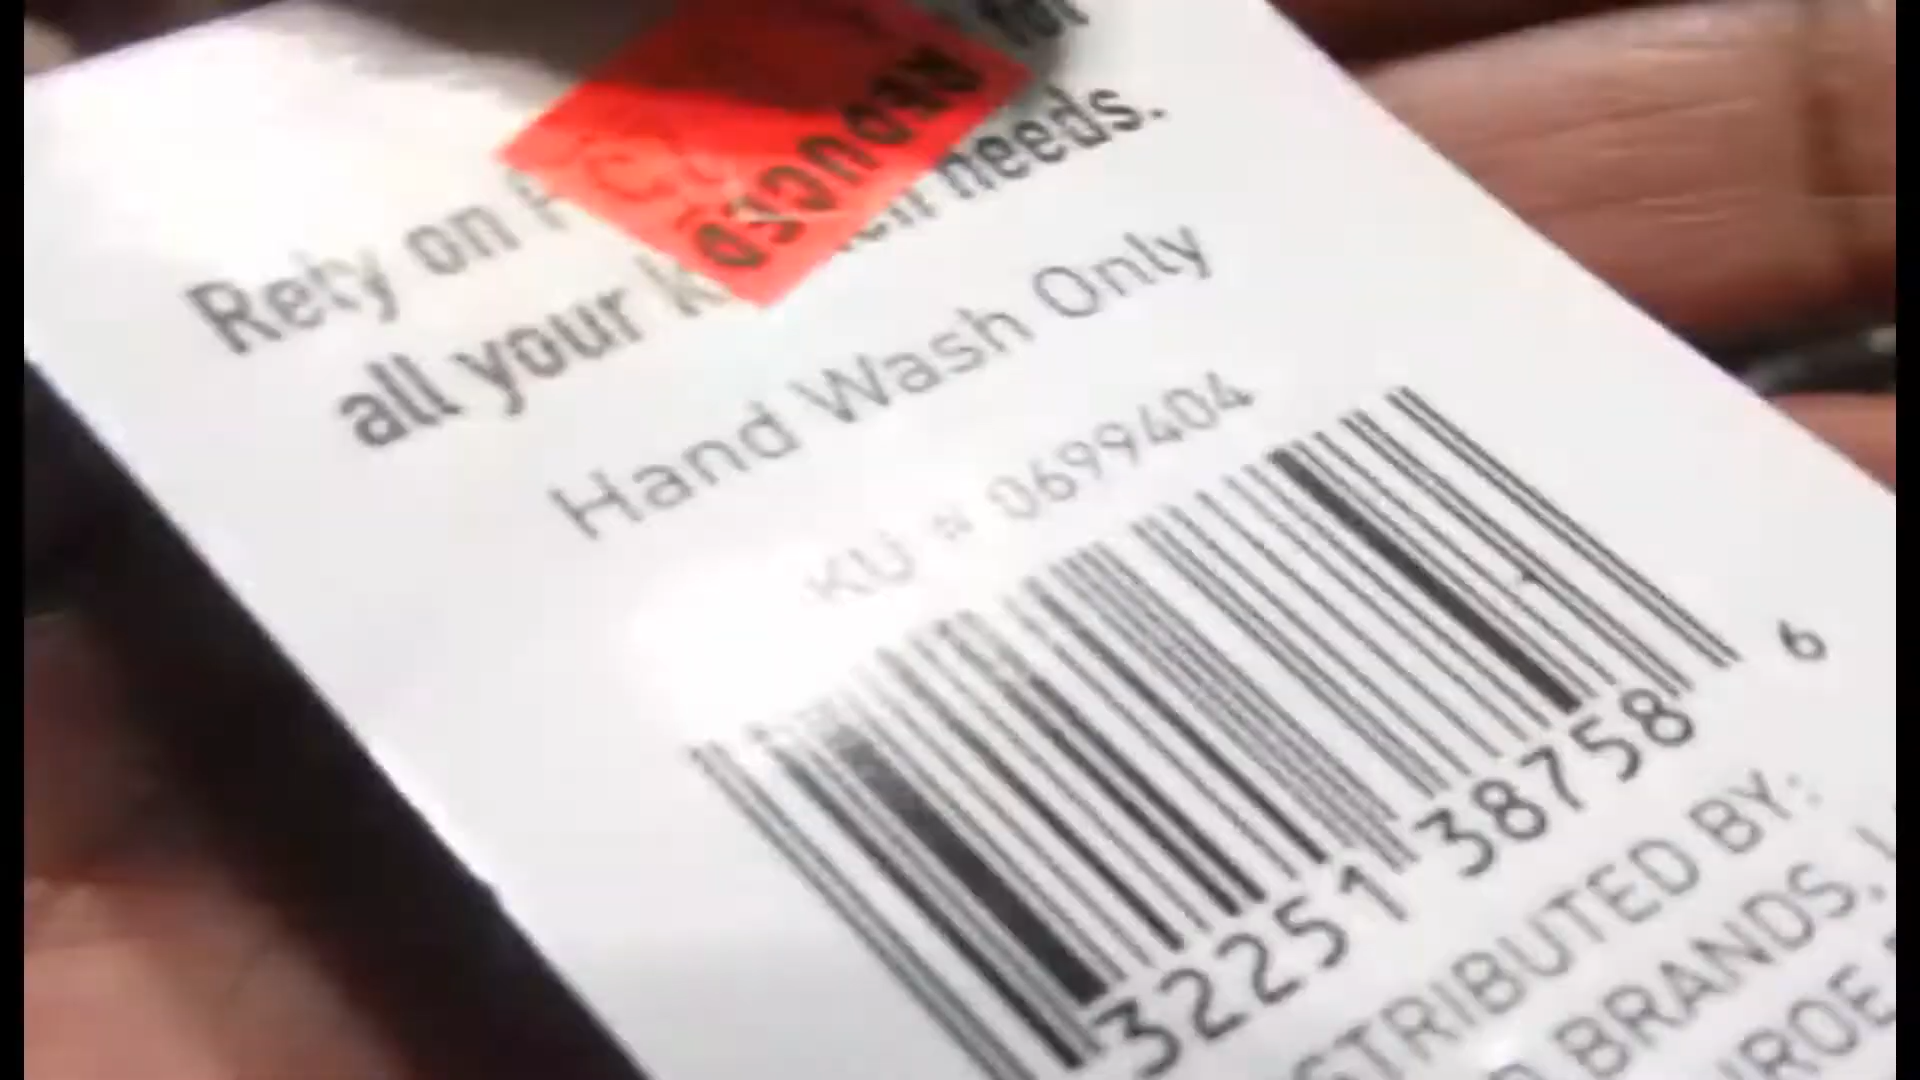 Rely on
all your needs.
REDUCED
Hand Wash Only
KU # 0699404
32251 38758 6
STRIBUTED BY:
BRANDS,